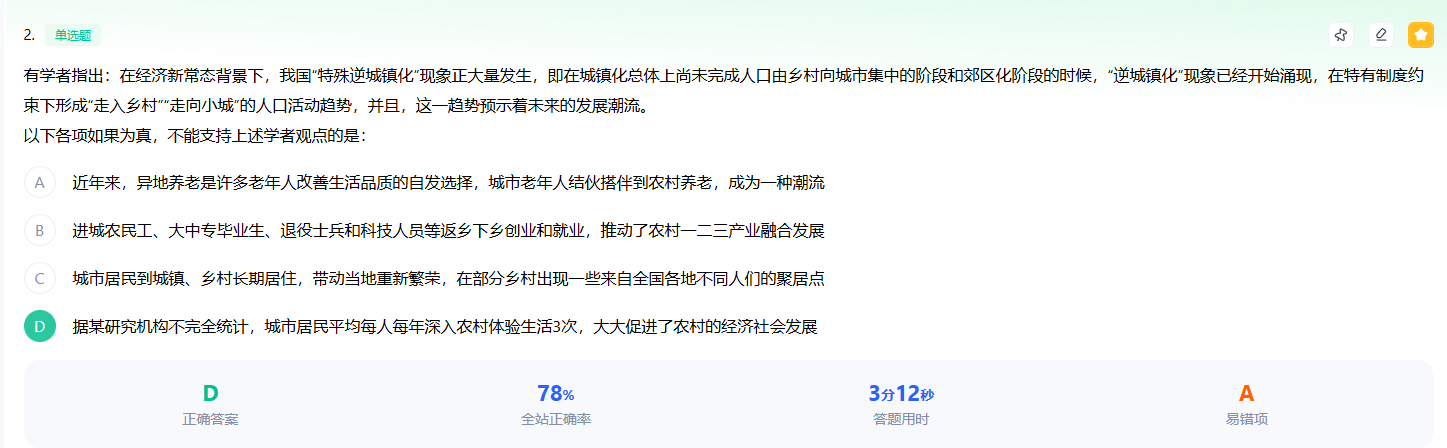 2. 单选题
有学者指出：在经济新常态背景下，我国“特殊逆城镇化”现象正大量发生，即在城镇化总体上尚未完成人口由乡村向城市集中的阶段和郊区化阶段的时候，“逆城镇化”现象已经开始涌现，在特有制度约
束下形成“走入乡村”“走向小城”的人口活动趋势，并且，这一趋势预示着未来的发展潮流。
以下各项如果为真，不能支持上述学者观点的是：
A 近年来，异地养老是许多老年人改善生活品质的自发选择，城市老年人结伙搭伴到农村养老，成为一种潮流
B 进城农民工、大中专毕业生、退役士兵和科技人员等返乡下乡创业和就业，推动了农村一二三产业融合发展
C 城市居民到城镇、乡村长期居住，带动当地重新繁荣，在部分乡村出现一些来自全国各地不同人们的聚居点
D 据某研究机构不完全统计，城市居民平均每人每年深入农村体验生活3次，大大促进了农村的经济社会发展
D 78% 3分12秒 A
正确答案 全站正确率 答题用时 易错项